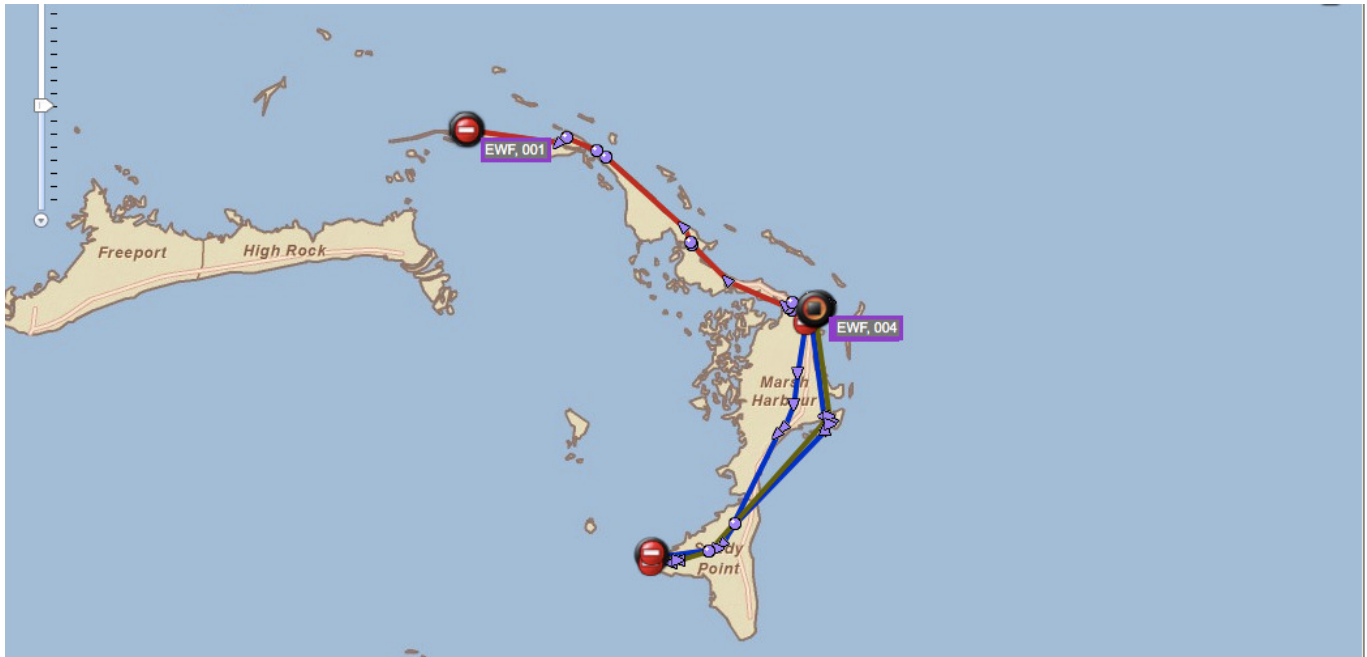 EWF, 001
Freeport
High Rock
EWF, 004
Marsh
Harbour
Point